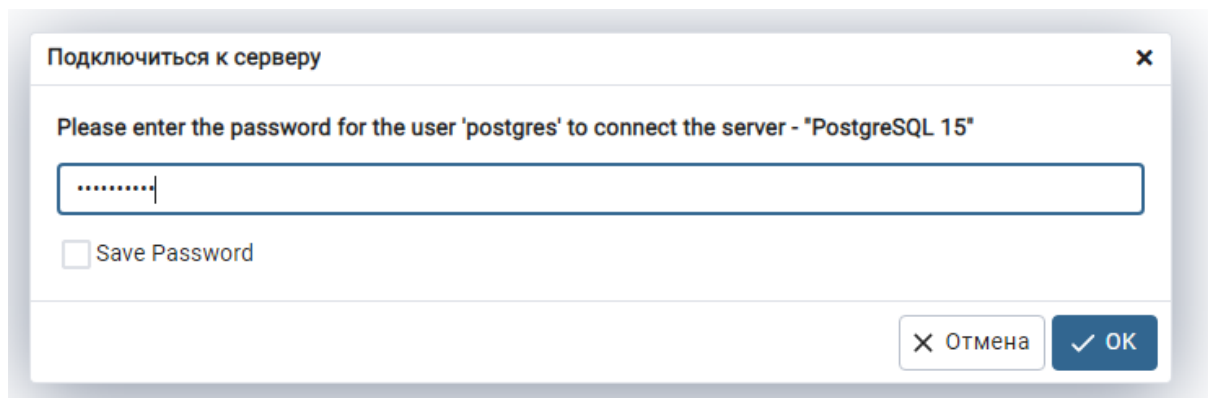 Подключиться к серверу
Please enter the password for the user 'postgres' to connect the server - "PostgreSQL 15"
••••••••••
Save Password
Отмена
OK